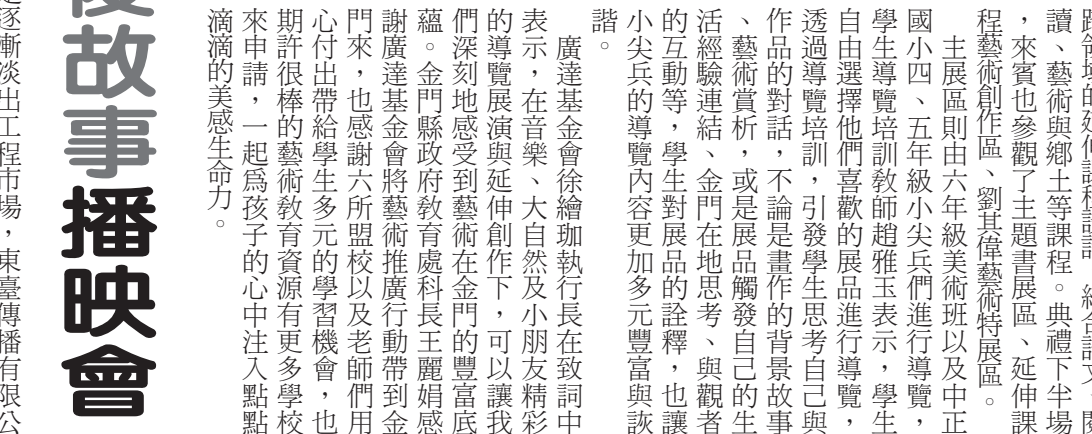 讀、藝術與鄉土等課程。典禮下半場
，來賓也參觀了主題書展區、延伸課
程藝術創作區、劉其偉藝術特展區。
主展區則由六年級美術班以及中正
國小四、五年級小尖兵們進行導覽，
學生導覽培訓教師趙雅玉表示，學生
自由選擇他們喜歡的展品進行導覽，
透過導覽培訓，引發學生思考自己與
作品的對話，不論是畫作的背景故事
、藝術賞析，或是展品觸發自己的生
活經驗連結、金門在地思考、與觀者
的互動等，學生對展品的詮釋，也讓
小尖兵的導覽內容更加多元豐富與詼
諧。
廣達基金會徐繪珈執行長在致詞中
表示，在音樂、大自然及小朋友精彩
的導覽展演與延伸創作下，可以讓我
們深刻地感受到藝術在金門的豐富底
蘊。金門縣政府教育處科長王麗娟感
謝廣達基金會將藝術推廣行動帶到金
門來，也感謝六所盟校以及老師們用
心付出帶給學生多元的學習機會，也
期許很棒的藝術教育資源有更多學校
來申請，一起為孩子的心中注入點點
滴滴的美感生命力。
故事播映會
逐漸淡出工程市場，東臺傳播有限公